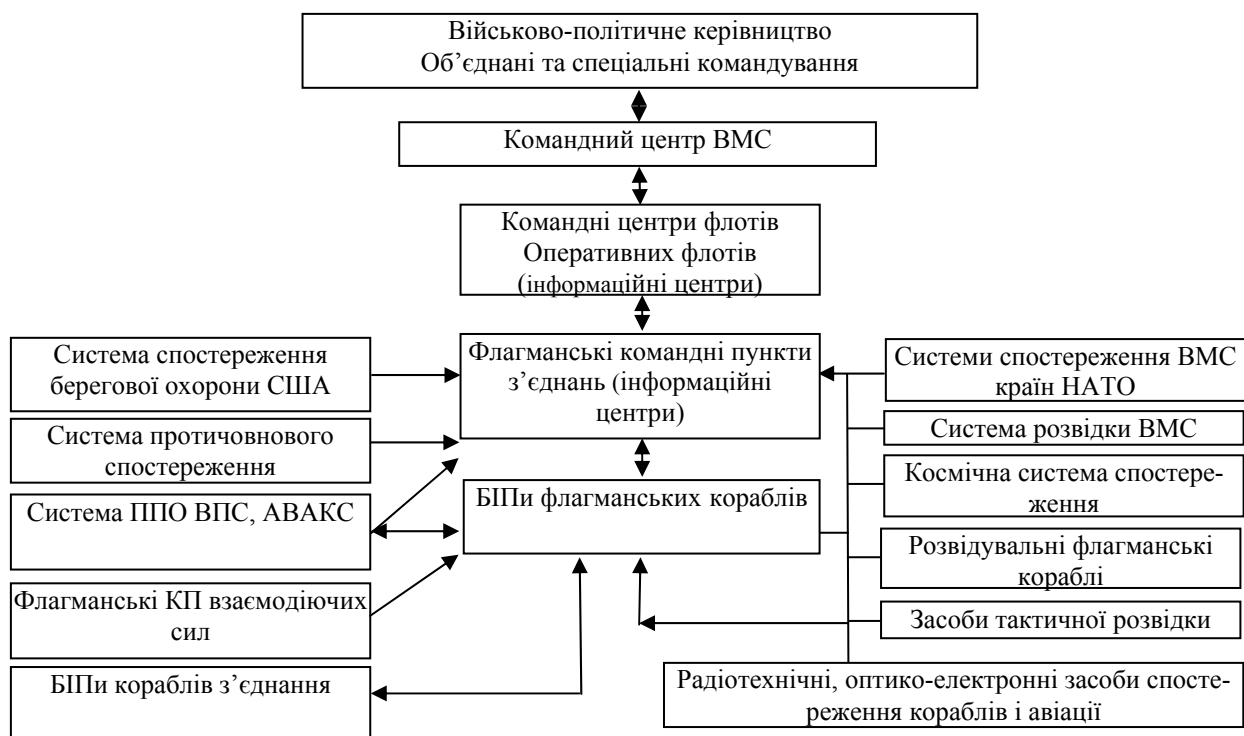 Військово-політичне керівництво
Об’єднані та спеціальні командування
Командний центр ВМС
Командні центри флотів
Оперативних флотів
(інформаційні центри)
Система спостереження
берегової охорони США
Система протичовнового
спостереження
Система ППО ВПС, АВАКС
Флагманські КП взаємодіючих
сил
БІПи кораблів з’єднання
Флагманські командні пункти
з’єднань (інформаційні
центри)
БІПи флагманських кораблів
Системи спостереження ВМС
країн НАТО
Система розвідки ВМС
Космічна система спостере-
ження
Розвідувальні флагманські
кораблі
Засоби тактичної розвідки
Радіотехнічні, оптико-електронні засоби спосте-
реження кораблів і авіації